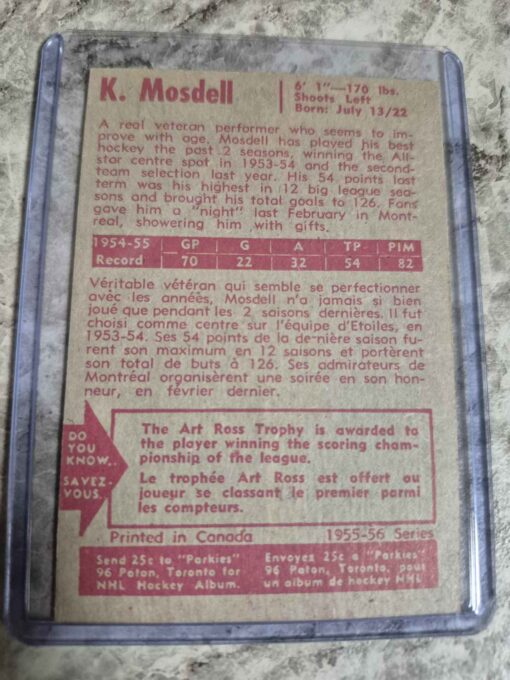 K. Mosdell
6' 1"—170 lbs.
Shoots Left
Born: July 13/22
A real veteran performer who seems to im-
prove with age, Mosdell has played his best
hockey the past 2 seasons, winning the All-
star centre spot in 1953-54 and the second-
team selection last year. His 54 points last
term was his highest in 12 big league sea-
sons and brought his total goals to 126. Fans
gave him a "night" last February in Mont-
real, showering him with gifts.
1954-55 GP G A TP PIM
Record 70 22 32 54 82
Véritable vétéran qui semble se perfectionner
avec les années, Mosdell n'a jamais si bien
joué que pendant les 2 saisons dernières. Il fut
choisi comme centre sur l'équipe d'Etoiles, en
1953-54. Ses 54 points de la dernière saison fu-
rent son maximum en 12 saisons et portèrent
son total de buts à 126. Ses admirateurs de
Montréal organisèrent une soirée en son hon-
neur, en février dernier.
DO
YOU
KNOW..
SAVEZ-
VOUS..
The Art Ross Trophy is awarded to
the player winning the scoring cham-
pionship of the league.
Le trophée Art Ross est offert au
joueur se classant le premier parmi
les compteurs.
Printed in Canada 1955-56 Series
Send 25c to "Parkies"
96 Paton, Toronto for
NHL Hockey Album.
Envoyez 25c a "Parkies"
96 Paton, Toronto, pour
un album de hockey NHL